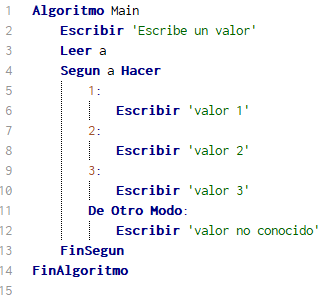 1 Algoritmo Main
2 Escribir 'Escribe un valor'
3 Leer a
4 Segun a Hacer
5 1:
6 Escribir 'valor 1'
7 2:
8 Escribir 'valor 2'
9 3:
10 Escribir 'valor 3'
11 De Otro Modo:
12 Escribir 'valor no conocido'
13 FinSegun
14 FinAlgoritmo
15